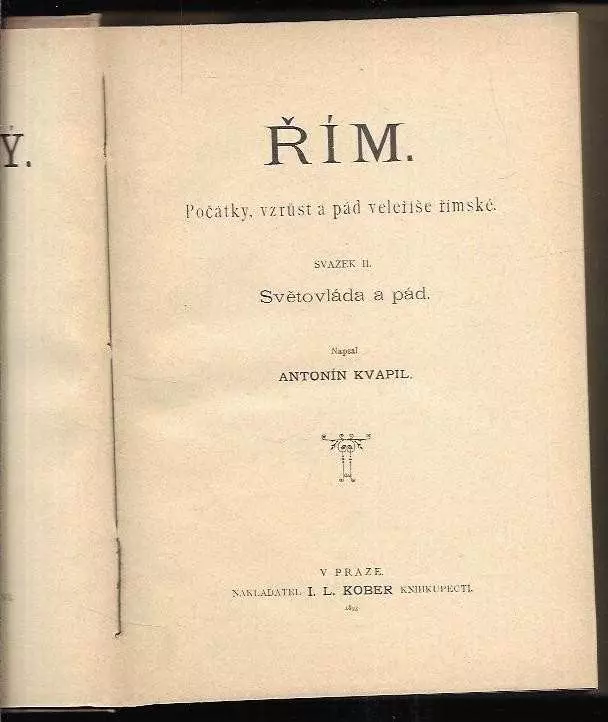 Ý.
ŘÍM.
Počátky, vzrůst a pád veleříše římské.
SVAZEK II.
Světovláda a pád.
Napsal
ANTONÍN KVAPIL.
V PRAZE.
NAKLADATEL I. L. KOBER KNIHKUPECTí.